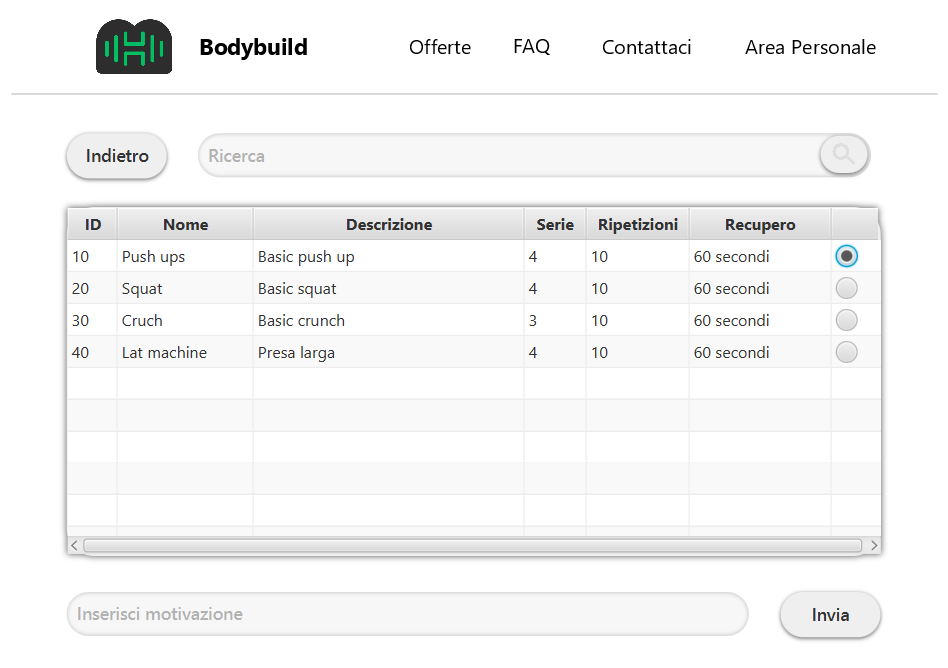 Bodybuild Offerte FAQ Contattaci Area Personale
Indietro Ricerca
ID Nome Descrizione Serie Ripetizioni Recupero
10 Push ups Basic push up 4 10 60 secondi
20 Squat Basic squat 4 10 60 secondi
30 Cruch Basic crunch 3 10 60 secondi
40 Lat machine Presa larga 4 10 60 secondi
Inserisci motivazione Invia